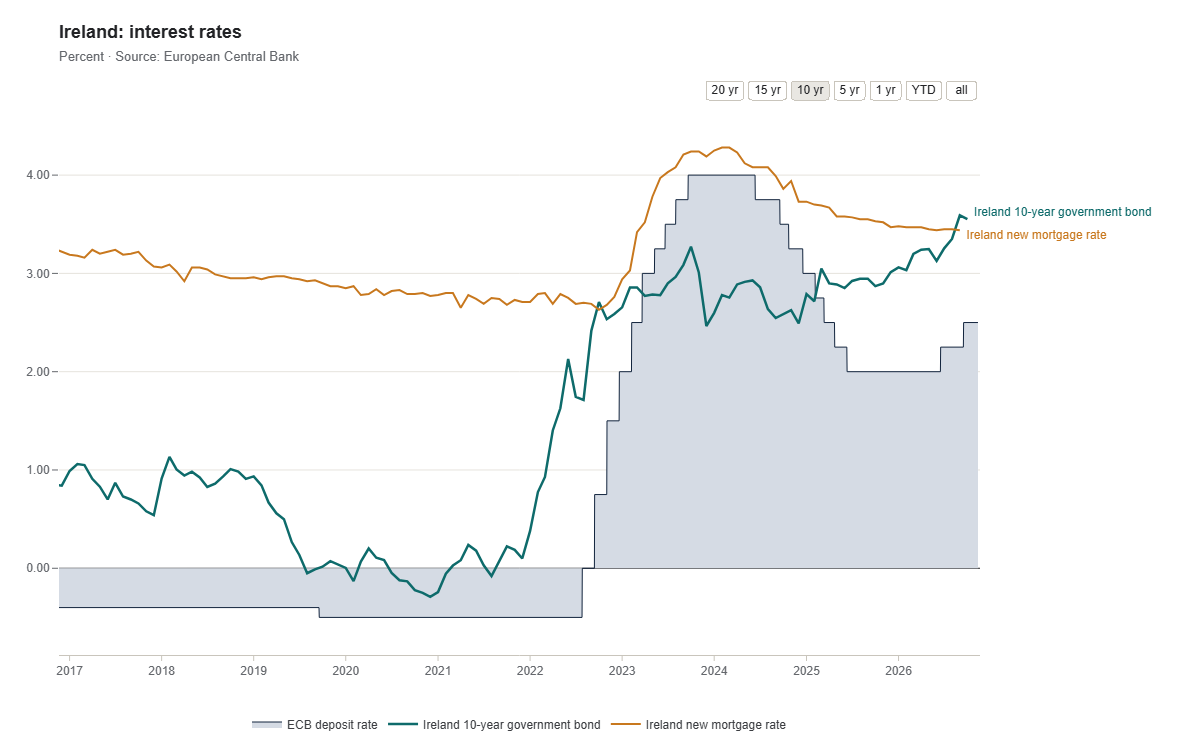 Ireland: interest rates
Percent · Source: European Central Bank
20 yr 15 yr 10 yr 5 yr 1 yr YTD all
4.00
3.00
2.00
1.00
0.00
Ireland 10-year government bond
Ireland new mortgage rate
2017 2018 2019 2020 2021 2022 2023 2024 2025 2026
ECB deposit rate Ireland 10-year government bond Ireland new mortgage rate